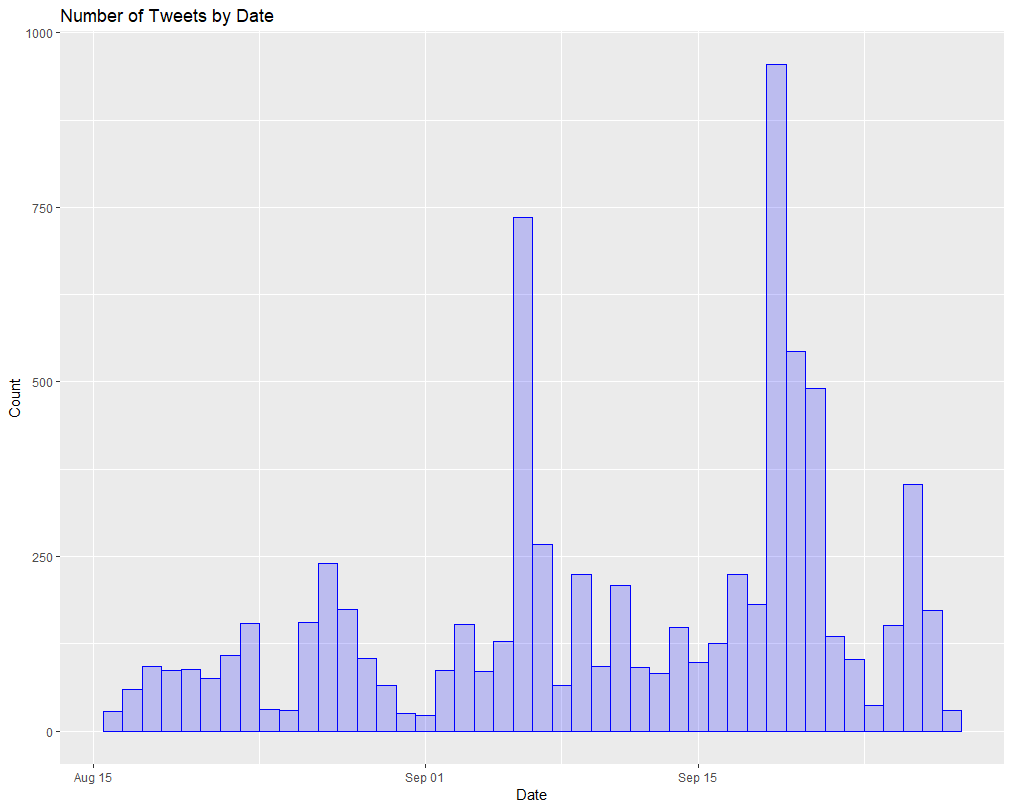 Number of Tweets by Date
1000
750
500
250
0
Count
Aug 15 Sep 01 Sep 15
Date